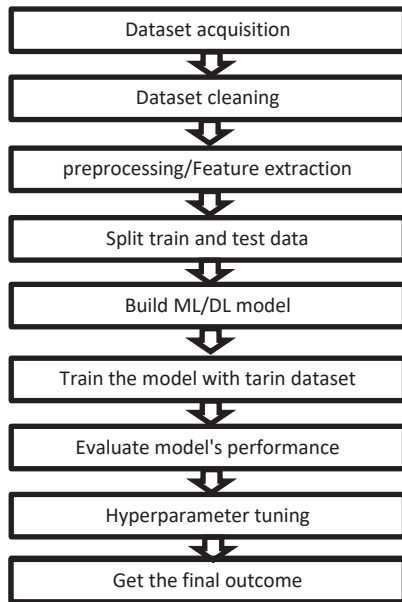 Dataset acquisition
Dataset cleaning
preprocessing/Feature extraction
Split train and test data
Build ML/DL model
Train the model with tarin dataset
Evaluate model's performance
Hyperparameter tuning
Get the final outcome